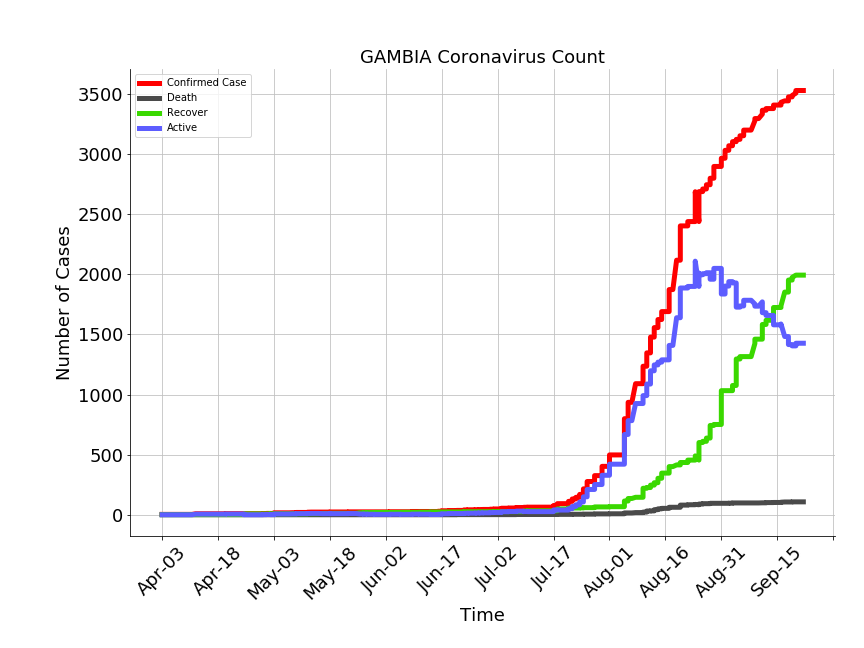 GAMBIA Coronavirus Count
Confirmed Case
Death
Recover
Active
Number of Cases
3500
3000
2500
2000
1500
1000
500
0
Apr-03 Apr-18 May-03 May-18 Jun-02 Jun-17 Jul-02 Jul-17 Aug-01 Aug-16 Aug-31 Sep-15
Time